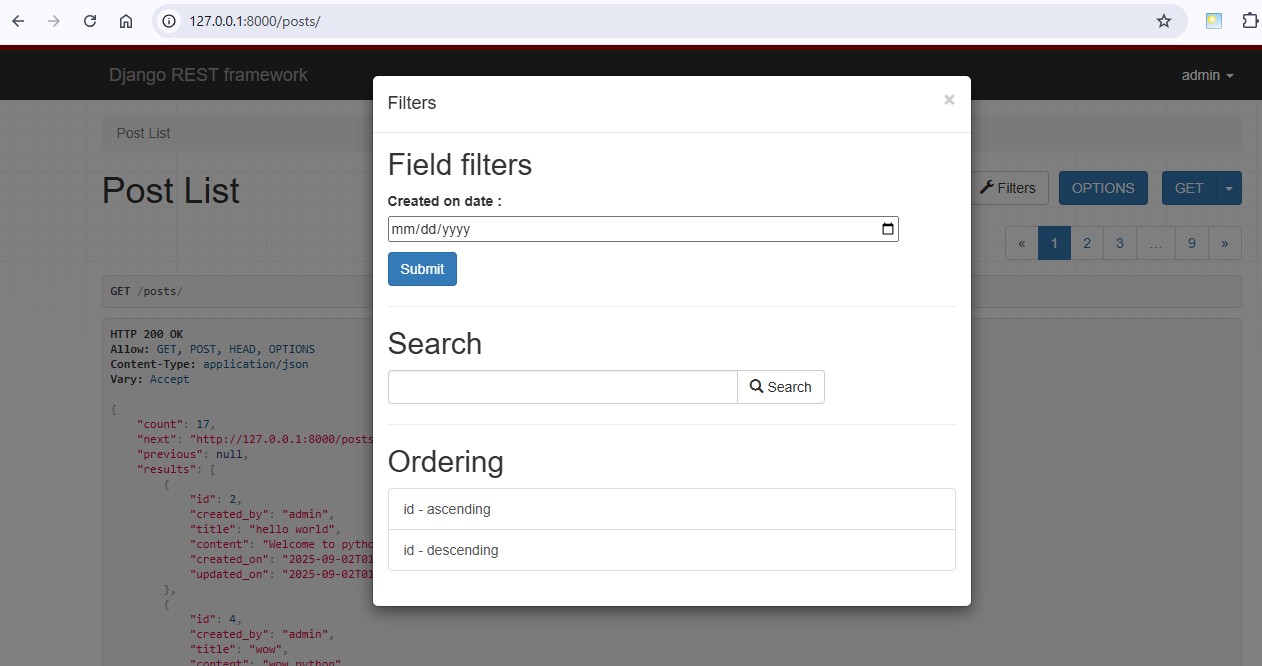 127.0.0.1:8000/posts/
Django REST framework
admin
Filters
×
Post List
Field filters
Post List
Filters
OPTIONS
GET
Created on date :
mm/dd/yyyy
« 1 2 3 … 9 »
Submit
GET /posts/
HTTP 200 OK
Allow: GET, POST, HEAD, OPTIONS
Content-Type: application/json
Vary: Accept
Search
Search
{
"count": 17,
"next": "http://127.0.0.1:8000/posts
"previous": null,
"results": [
{
"id": 2,
"created_by": "admin",
"title": "hello world",
"content": "Welcome to pytho
"created_on": "2025-09-02T01
"updated_on": "2025-09-02T01
},
{
"id": 4,
"created_by": "admin",
"title": "wow",
"content": "wow python"
Ordering
id - ascending
id - descending